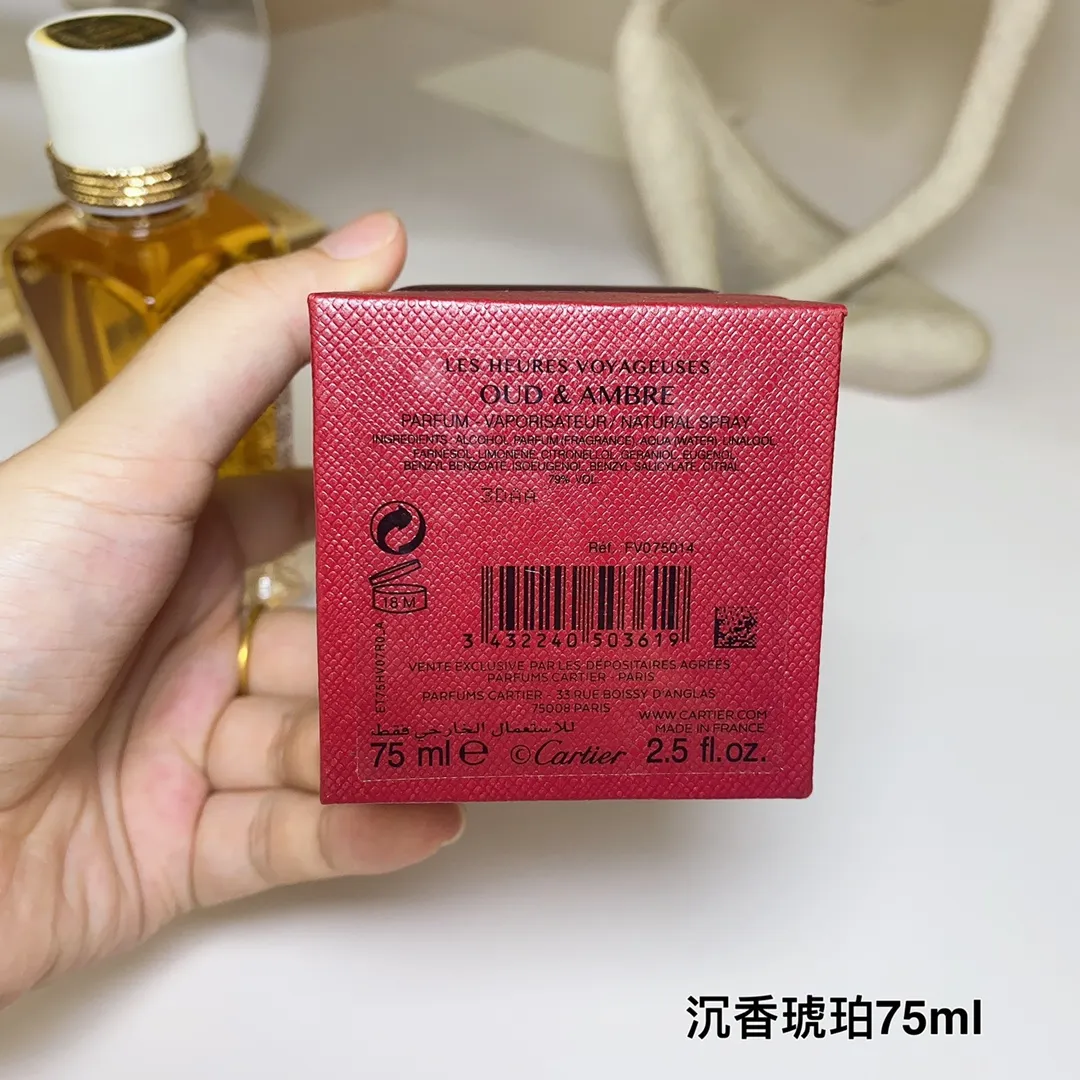 LES HEURES VOYAGEUSES
OUD & AMBRE
PARFUM - VAPORISATEUR / NATURAL SPRAY
INGREDIENTS: ALCOHOL, PARFUM (FRAGRANCE), AQUA (WATER), LINALOOL,
FARNESOL, LIMONENE, CITRONELLOL, GERANIOL, EUGENOL,
BENZYL BENZOATE, ISOEUGENOL, BENZYL SALICYLATE, CITRAL.
79% VOL.
3DAA
Réf. FV075014
18 M
3 432240 503619
VENTE EXCLUSIVE PAR LES DÉPOSITAIRES AGRÉÉS
PARFUMS CARTIER - PARIS
PARFUMS CARTIER - 33 RUE BOISSY D'ANGLAS
75008 PARIS
WWW.CARTIER.COM
MADE IN FRANCE
للاستعمال الخارجي فقط
75 ml e © Cartier 2.5 fl.oz.
沉香琥珀75ml